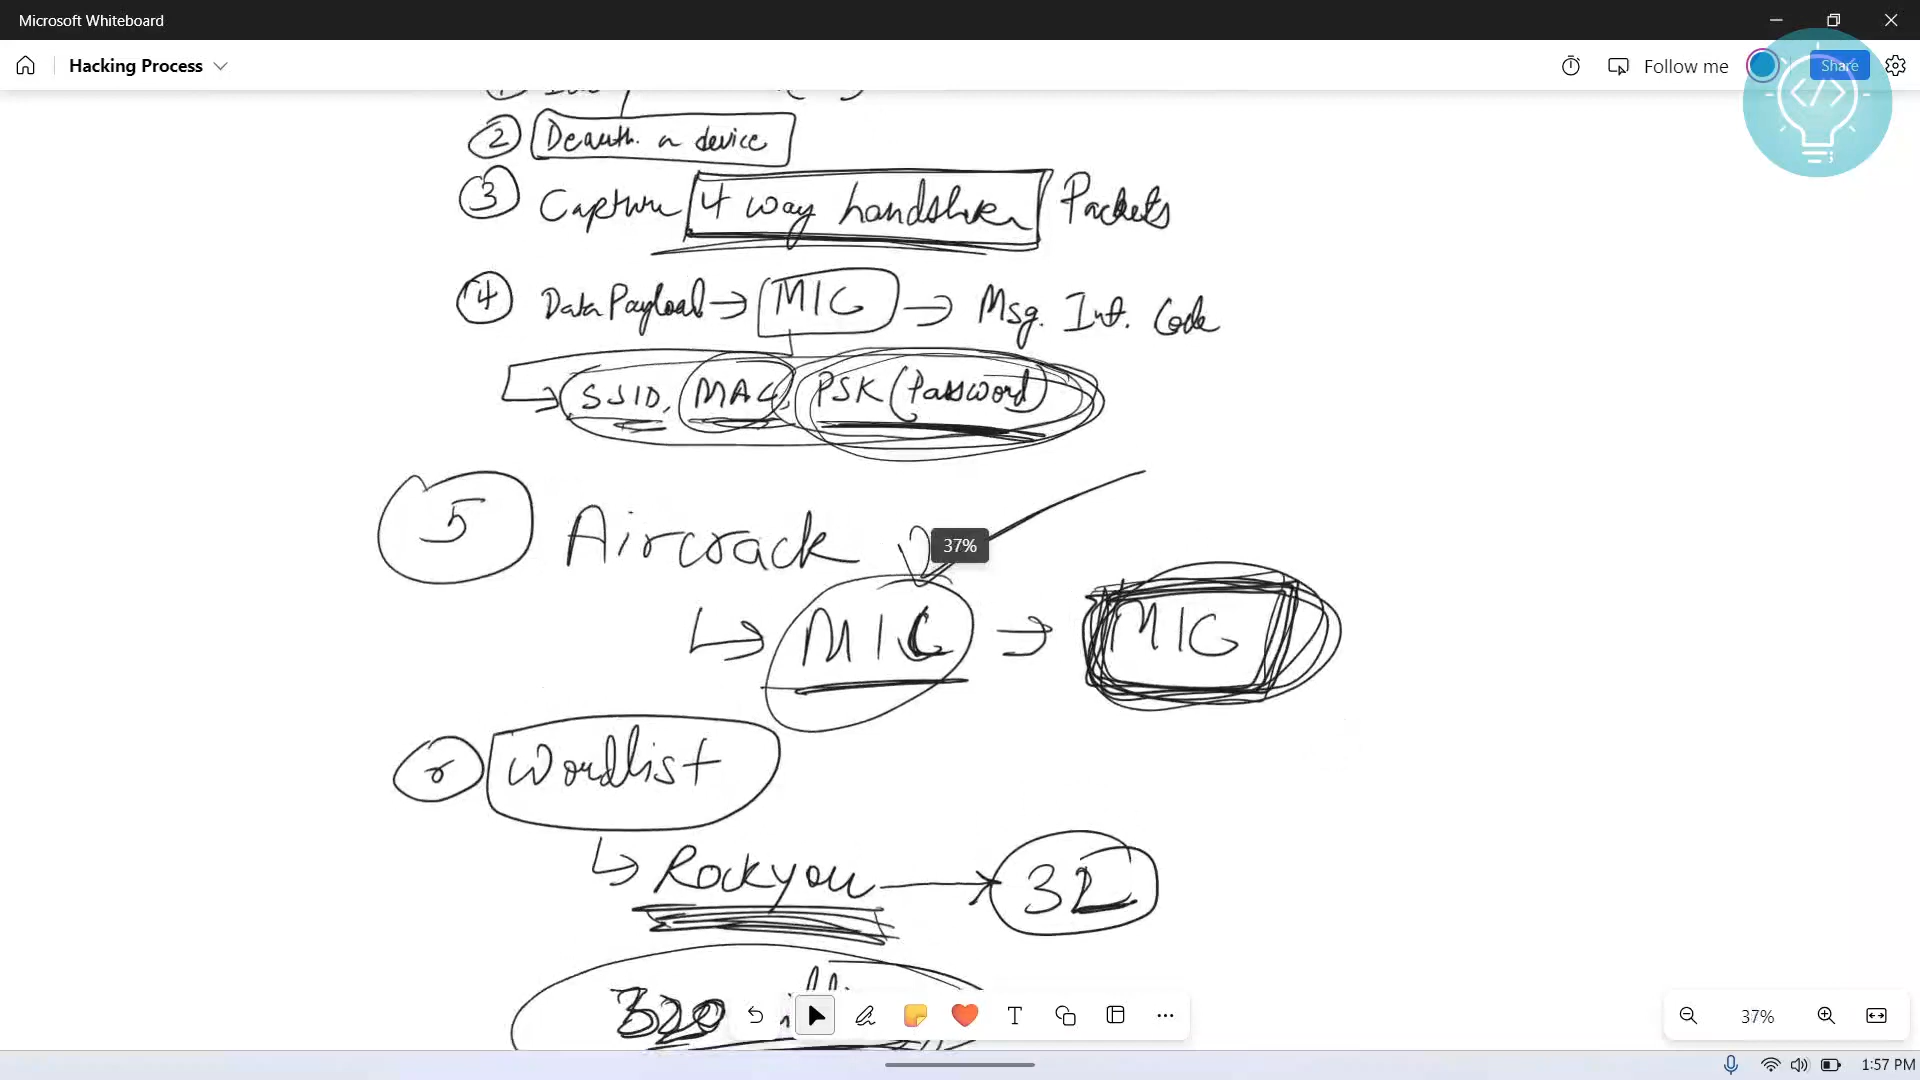 Microsoft Whiteboard
Hacking Process
Follow me
Share
</>
2 Deauth. a device
3 Capture 4 way handshake Packets
4 Data Payload → MIC → Msg. Int. Code
SSID, MAC, PSK (Password)
5 Aircrack
37%
MIC → MIC
Wordlist
Rockyou → 32
320
37%
1:57 PM